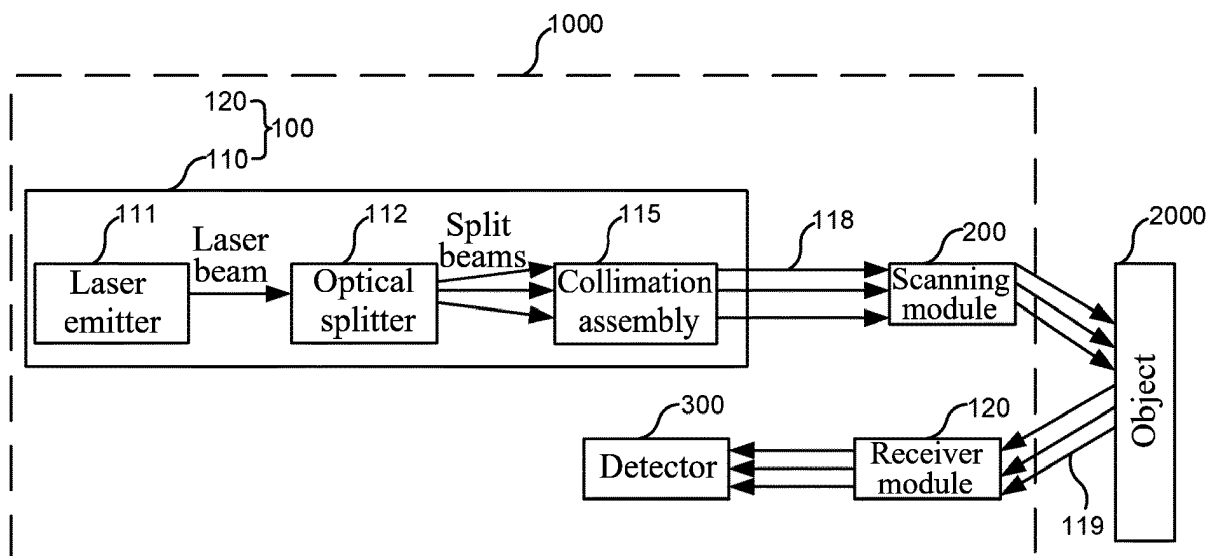 1000
120
100
110
111
112
115
118
200
2000
Laser
beam
Split
beams
Laser
emitter
Optical
splitter
Collimation
assembly
Scanning
module
Object
300
120
Detector
Receiver
module
119